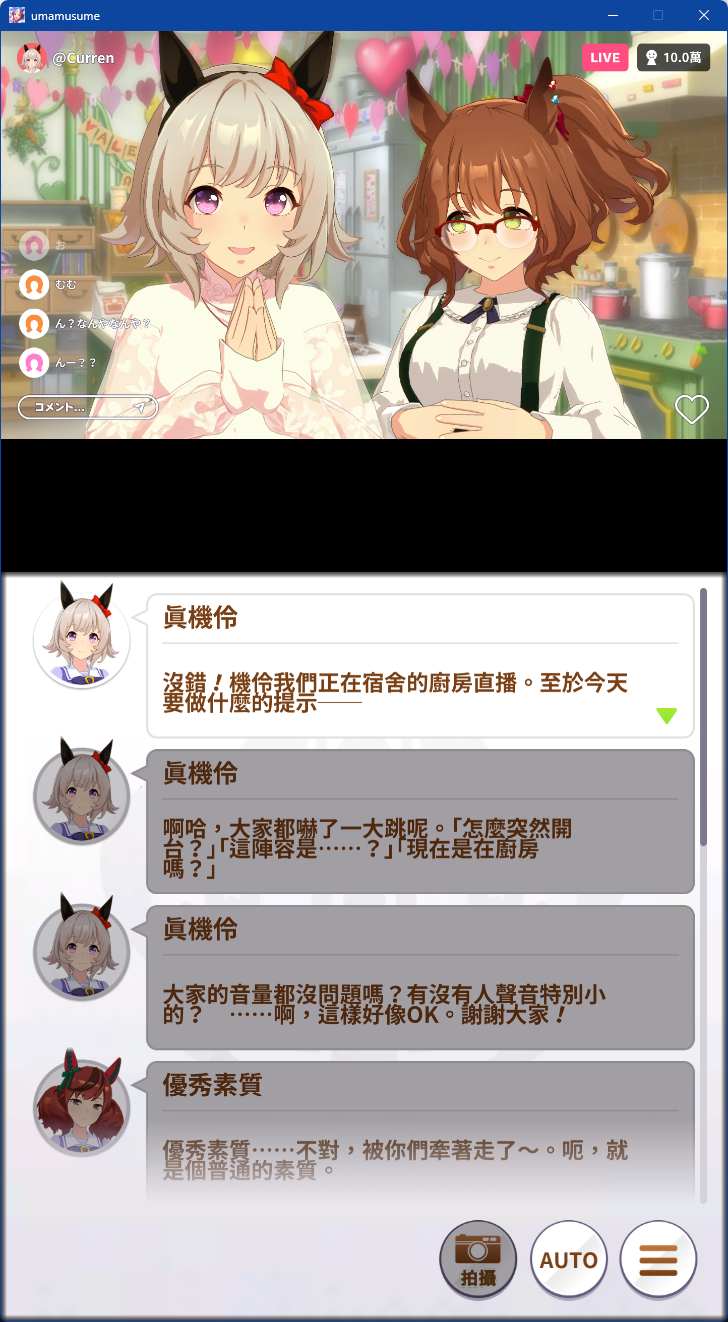 umamusume
@Curren
LIVE
10.0萬
VALE
お
むむ
ん？なんやなんや？
んー？？
コメント...
眞機伶
沒錯！機伶我們正在宿舍的廚房直播。至於今天
要做什麼的提示──
眞機伶
啊哈，大家都嚇了一大跳呢。「怎麼突然開
台？」「這陣容是……？」「現在是在廚房
嗎？」
眞機伶
大家的音量都沒問題嗎？有沒有人聲音特別小
的？　……啊，這樣好像OK。謝謝大家！
優秀素質
優秀素質……不對，被你們牽著走了～。呃，就
是個普通的素質。
拍攝
AUTO